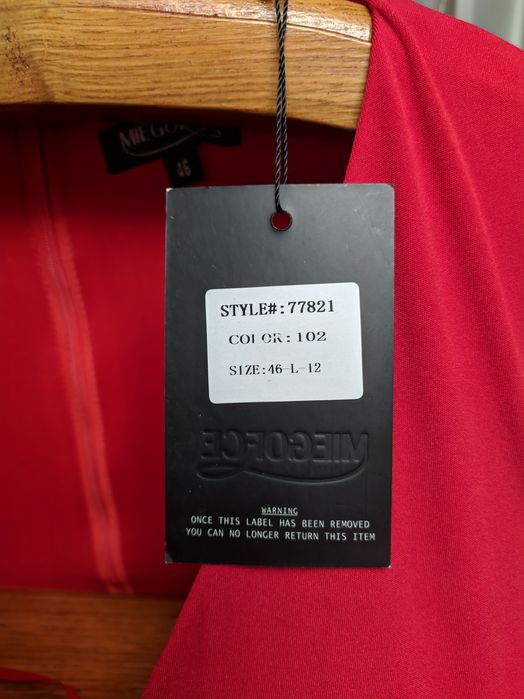 MIEGOFCE
46
STYLE#:77821
COLOR:102
SIZE:46-L-12
MIEGOFCE
WARNING
ONCE THIS LABEL HAS BEEN REMOVED
YOU CAN NO LONGER RETURN THIS ITEM